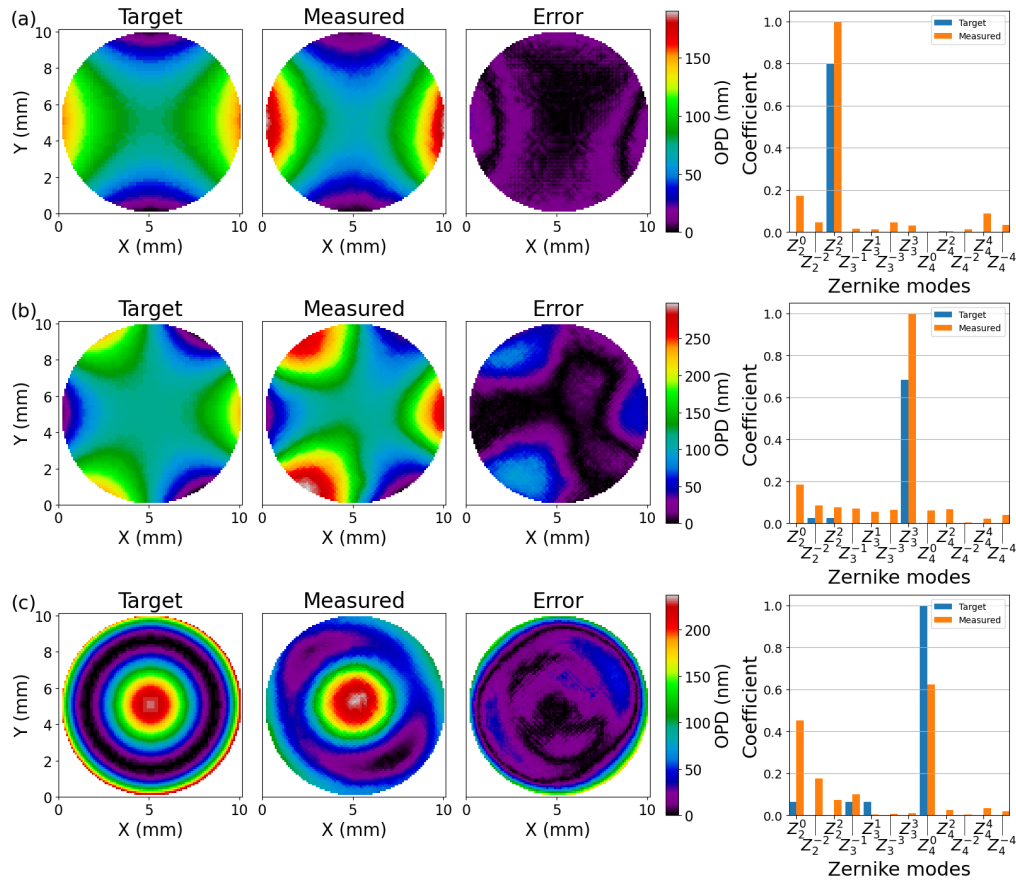 (a)
Target
Measured
Error
Y (mm)
10
8
6
4
2
0
0 5 10
X (mm)
0 5 10
X (mm)
X (mm)
150
100
50
0
OPD (nm)
Coefficient
1.0
0.8
0.6
0.4
0.2
0.0
Target
Measured
Z₂⁰ Z₂⁻² Z₂² Z₃⁻¹ Z₃¹ Z₃⁻³ Z₃³ Z₄⁰ Z₄² Z₄⁻² Z₄⁴ Z₄⁻⁴
Zernike modes
(b)
Target
Measured
Error
Y (mm)
10
8
6
4
2
0
0 5 10
X (mm)
0 5 10
X (mm)
X (mm)
250
200
150
100
50
0
OPD (nm)
Coefficient
1.0
0.8
0.6
0.4
0.2
0.0
Target
Measured
Z₂⁰ Z₂⁻² Z₂² Z₃⁻¹ Z₃¹ Z₃⁻³ Z₃³ Z₄⁰ Z₄² Z₄⁻² Z₄⁴ Z₄⁻⁴
Zernike modes
(c)
Target
Measured
Error
Y (mm)
10
8
6
4
2
0
0 5 10
X (mm)
0 5 10
X (mm)
0 5 10
X (mm)
200
150
100
50
0
OPD (nm)
Coefficient
1.0
0.8
0.6
0.4
0.2
0.0
Target
Measured
Z₂⁰ Z₂⁻² Z₂² Z₃⁻¹ Z₃¹ Z₃⁻³ Z₃³ Z₄⁰ Z₄² Z₄⁻² Z₄⁴ Z₄⁻⁴
Zernike modes